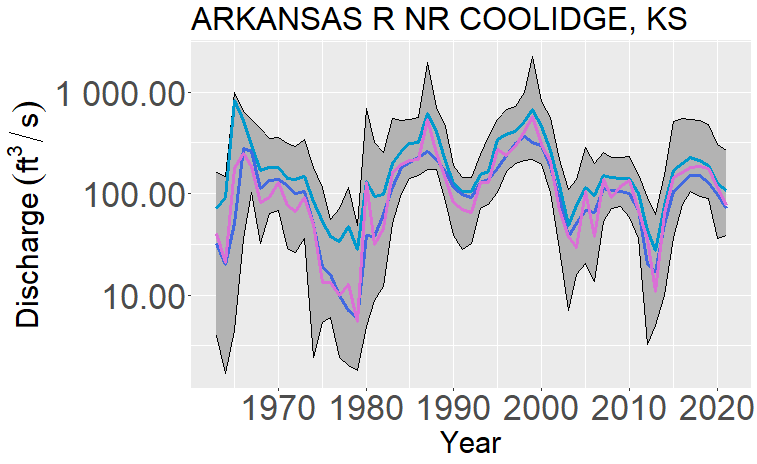 ARKANSAS R NR COOLIDGE, KS
Discharge (ft³/s)
1 000.00
100.00
10.00
1970 1980 1990 2000 2010 2020
Year